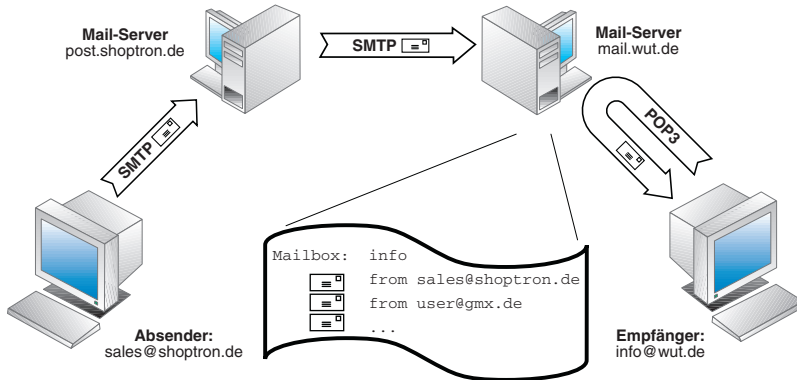 Mail-Server
post.shoptron.de
SMTP
Mail-Server
mail.wut.de
SMTP
POP3
Mailbox: info
from sales@shoptron.de
from user@gmx.de
...
Absender:
sales@shoptron.de
Empfänger:
info@wut.de